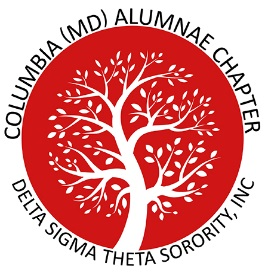 COLUMBIA (MD) ALUMNAE CHAPTER
DELTA SIGMA THETA SORORITY, INC